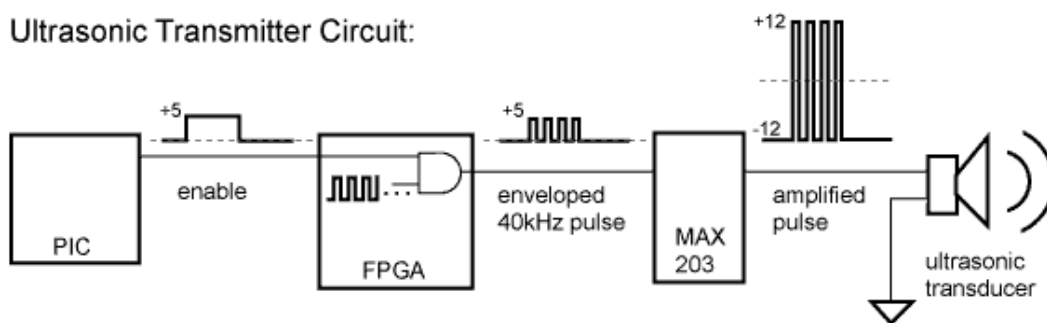 Ultrasonic Transmitter Circuit:
+12
+5
+5
-12
enable
enveloped
40kHz pulse
amplified
pulse
PIC
FPGA
MAX
203
ultrasonic
transducer